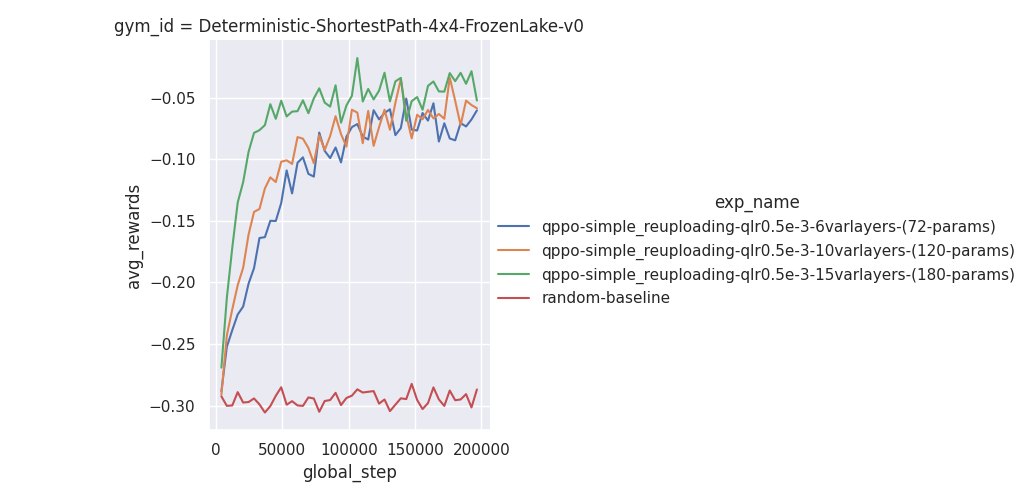 gym_id = Deterministic-ShortestPath-4x4-FrozenLake-v0
avg_rewards
−0.05
−0.10
−0.15
−0.20
−0.25
−0.30
0
50000
100000
150000
200000
global_step
exp_name
qppo-simple_reuploading-qlr0.5e-3-6varlayers-(72-params)
qppo-simple_reuploading-qlr0.5e-3-10varlayers-(120-params)
qppo-simple_reuploading-qlr0.5e-3-15varlayers-(180-params)
random-baseline